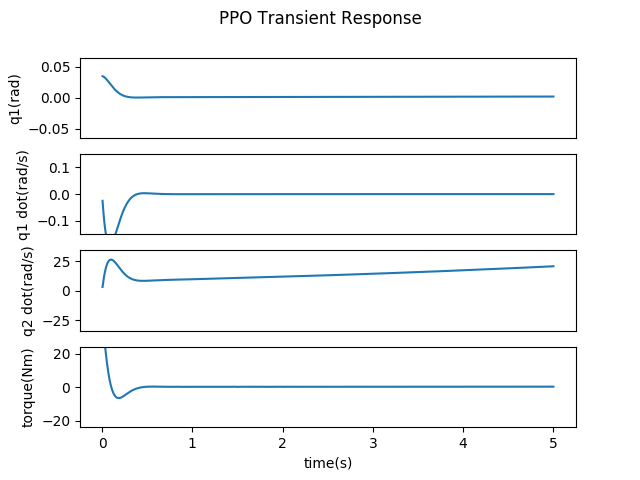 PPO Transient Response
q1(rad)
0.05
0.00
−0.05
q1 dot(rad/s)
0.1
0.0
−0.1
q2 dot(rad/s)
25
0
−25
torque(Nm)
20
0
−20
0 1 2 3 4 5
time(s)